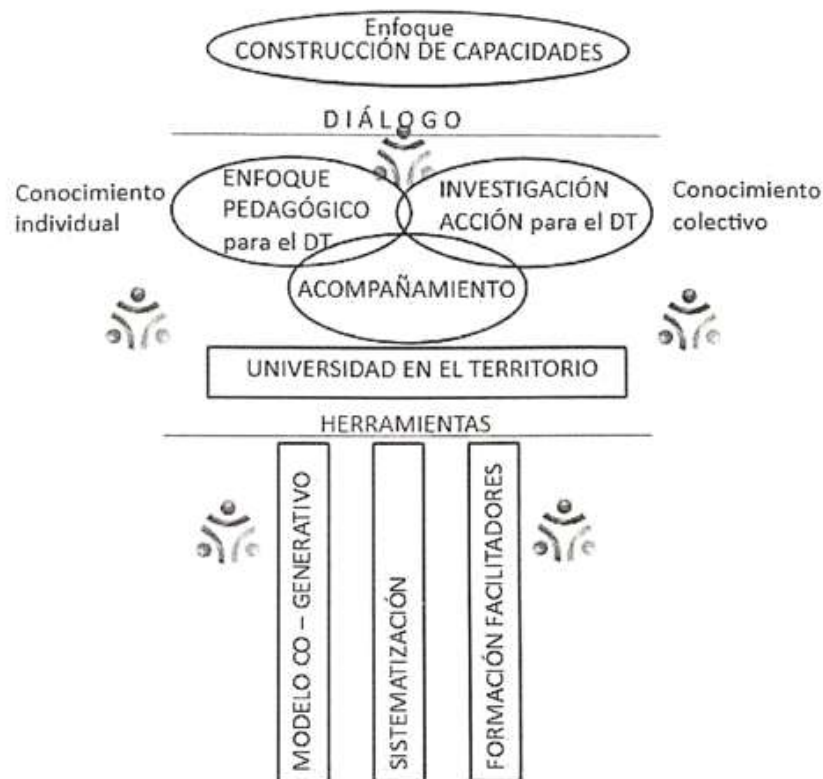 Enfoque
CONSTRUCCIÓN DE CAPACIDADES
DIÁLOGO
Conocimiento
individual
ENFOQUE
PEDAGÓGICO
para el DT
INVESTIGACIÓN
ACCIÓN para el DT
Conocimiento
colectivo
ACOMPAÑAMIENTO
UNIVERSIDAD EN EL TERRITORIO
HERRAMIENTAS
MODELO CO – GENERATIVO
SISTEMATIZACIÓN
FORMACIÓN FACILITADORES